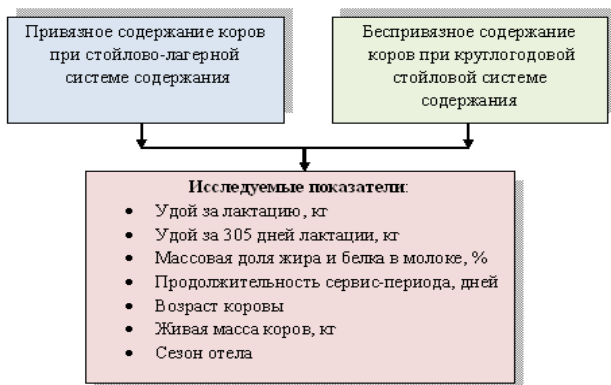 Привязное содержание коров
при стойлово-лагерной
системе содержания
Беспривязное содержание
коров при круглогодовой
стойловой системе
содержания
Исследуемые показатели:
• Удой за лактацию, кг
• Удой за 305 дней лактации, кг
• Массовая доля жира и белка в молоке, %
• Продолжительность сервис-периода, дней
• Возраст коровы
• Живая масса коров, кг
• Сезон отела